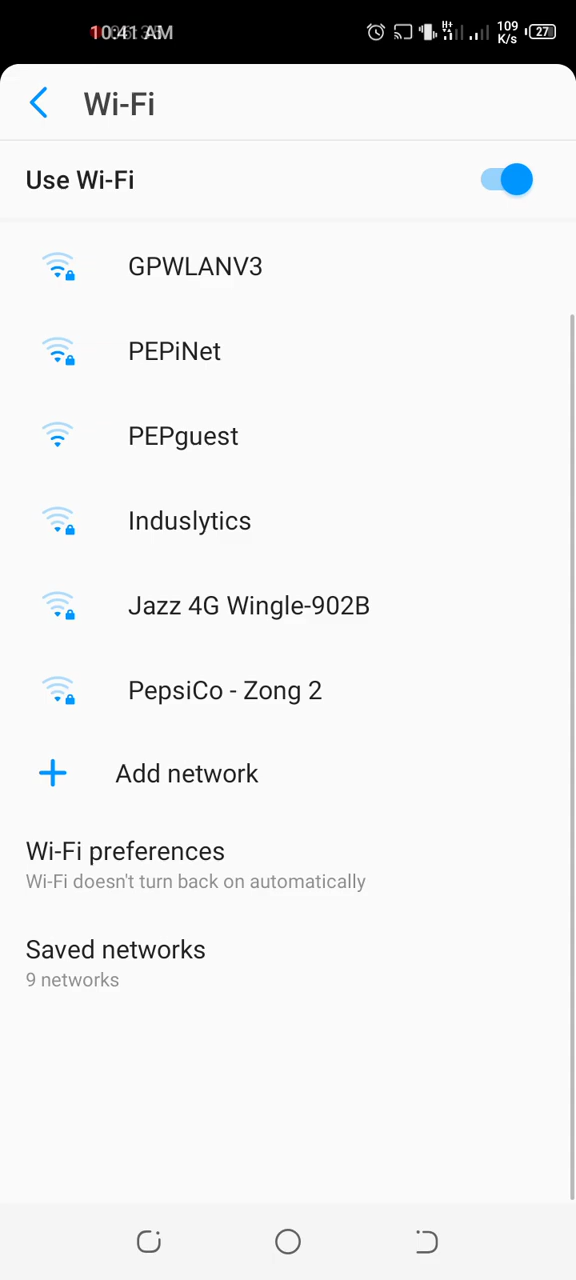 10:41 AM
H+
109
K/s
27
Wi-Fi
Use Wi-Fi
GPWLANV3
PEPiNet
PEPguest
Induslytics
Jazz 4G Wingle-902B
PepsiCo - Zong 2
Add network
Wi-Fi preferences
Wi-Fi doesn't turn back on automatically
Saved networks
9 networks